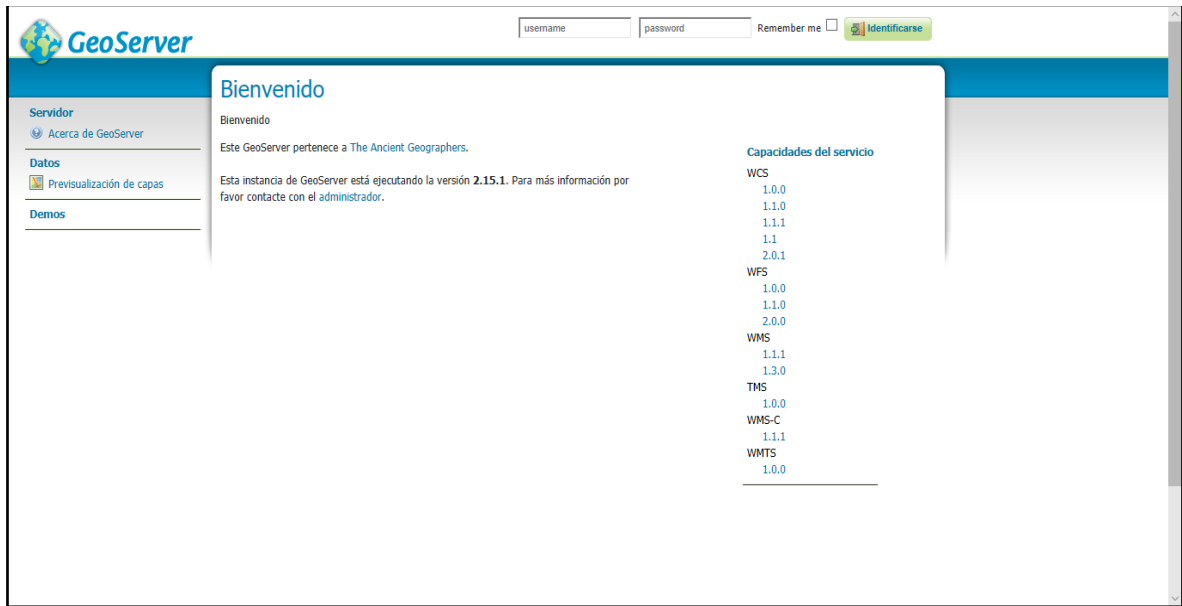 GeoServer
username
password
Remember me
Identificarse
Servidor
Acerca de GeoServer
Datos
Previsualización de capas
Demos
Bienvenido
Bienvenido
Este GeoServer pertenece a The Ancient Geographers.
Esta instancia de GeoServer está ejecutando la versión 2.15.1. Para más información por
favor contacte con el administrador.
Capacidades del servicio
WCS
1.0.0
1.1.0
1.1.1
1.1
2.0.1
WFS
1.0.0
1.1.0
2.0.0
WMS
1.1.1
1.3.0
TMS
1.0.0
WMS-C
1.1.1
WMTS
1.0.0